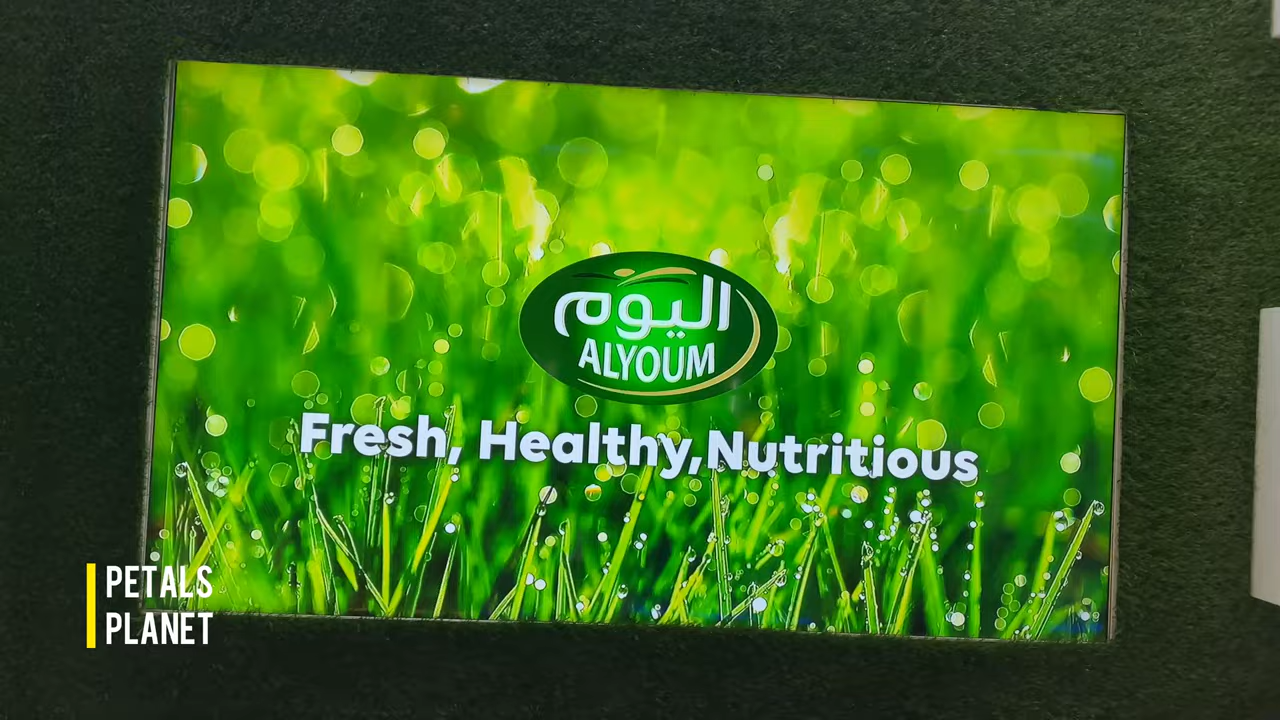 اليوم
ALYOUM
Fresh, Healthy,Nutritious
PETALS
PLANET